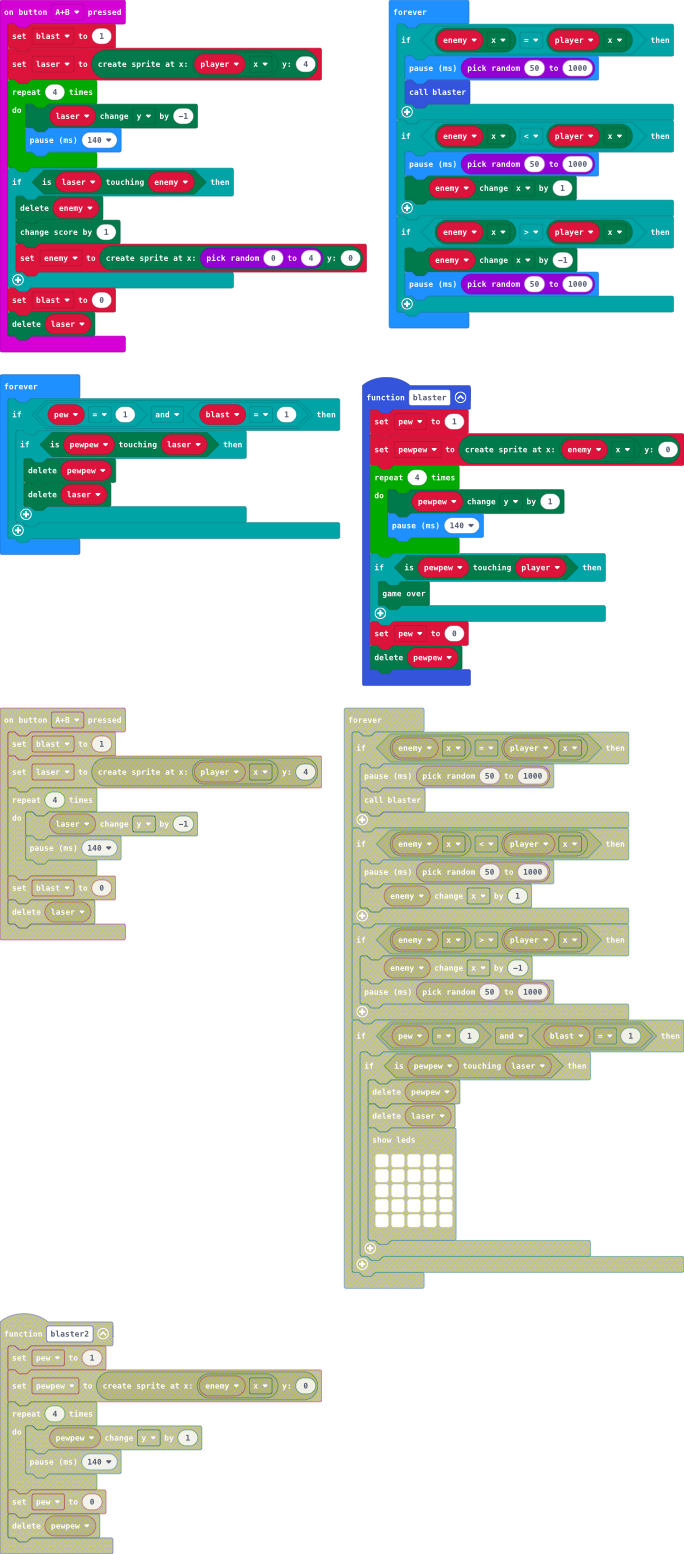 on button A+B pressed
set blast to 1
set laser to create sprite at x: player x y: 4
repeat 4 times
do
laser change y by -1
pause (ms) 140
if is laser touching enemy then
delete enemy
change score by 1
set enemy to create sprite at x: pick random 0 to 4 y: 0
set blast to 0
delete laser
forever
if enemy x = player x then
pause (ms) pick random 50 to 1000
call blaster
if enemy x < player x then
pause (ms) pick random 50 to 1000
enemy change x by 1
if enemy x > player x then
enemy change x by -1
pause (ms) pick random 50 to 1000
forever
if pew = 1 and blast = 1 then
if is pewpew touching laser then
delete pewpew
delete laser
function blaster
set pew to 1
set pewpew to create sprite at x: enemy x y: 0
repeat 4 times
do
pewpew change y by 1
pause (ms) 140
if is pewpew touching player then
game over
set pew to 0
delete pewpew
on button A+B pressed
set blast to 1
set laser to create sprite at x: player x y: 4
repeat 4 times
do
laser change y by -1
pause (ms) 140
set blast to 0
delete laser
forever
if enemy x = player x then
pause (ms) pick random 50 to 1000
call blaster
if enemy x < player x then
pause (ms) pick random 50 to 1000
enemy change x by 1
if enemy x > player x then
enemy change x by -1
pause (ms) pick random 50 to 1000
if pew = 1 and blast = 1 then
if is pewpew touching laser then
delete pewpew
delete laser
show leds
function blaster2
set pew to 1
set pewpew to create sprite at x: enemy x y: 0
repeat 4 times
do
pewpew change y by 1
pause (ms) 140
set pew to 0
delete pewpew